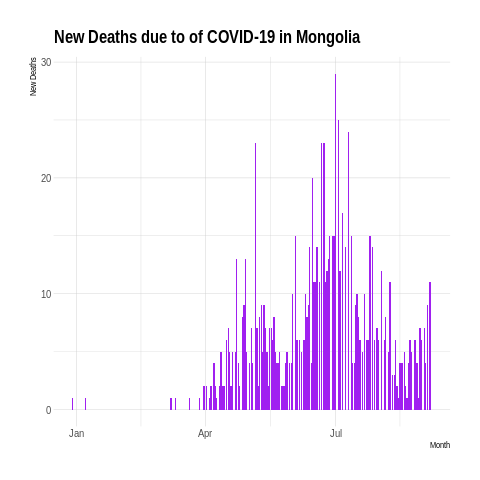 New Deaths due to of COVID-19 in Mongolia
New Deaths
30
20
10
0
Jan
Apr
Jul
Month